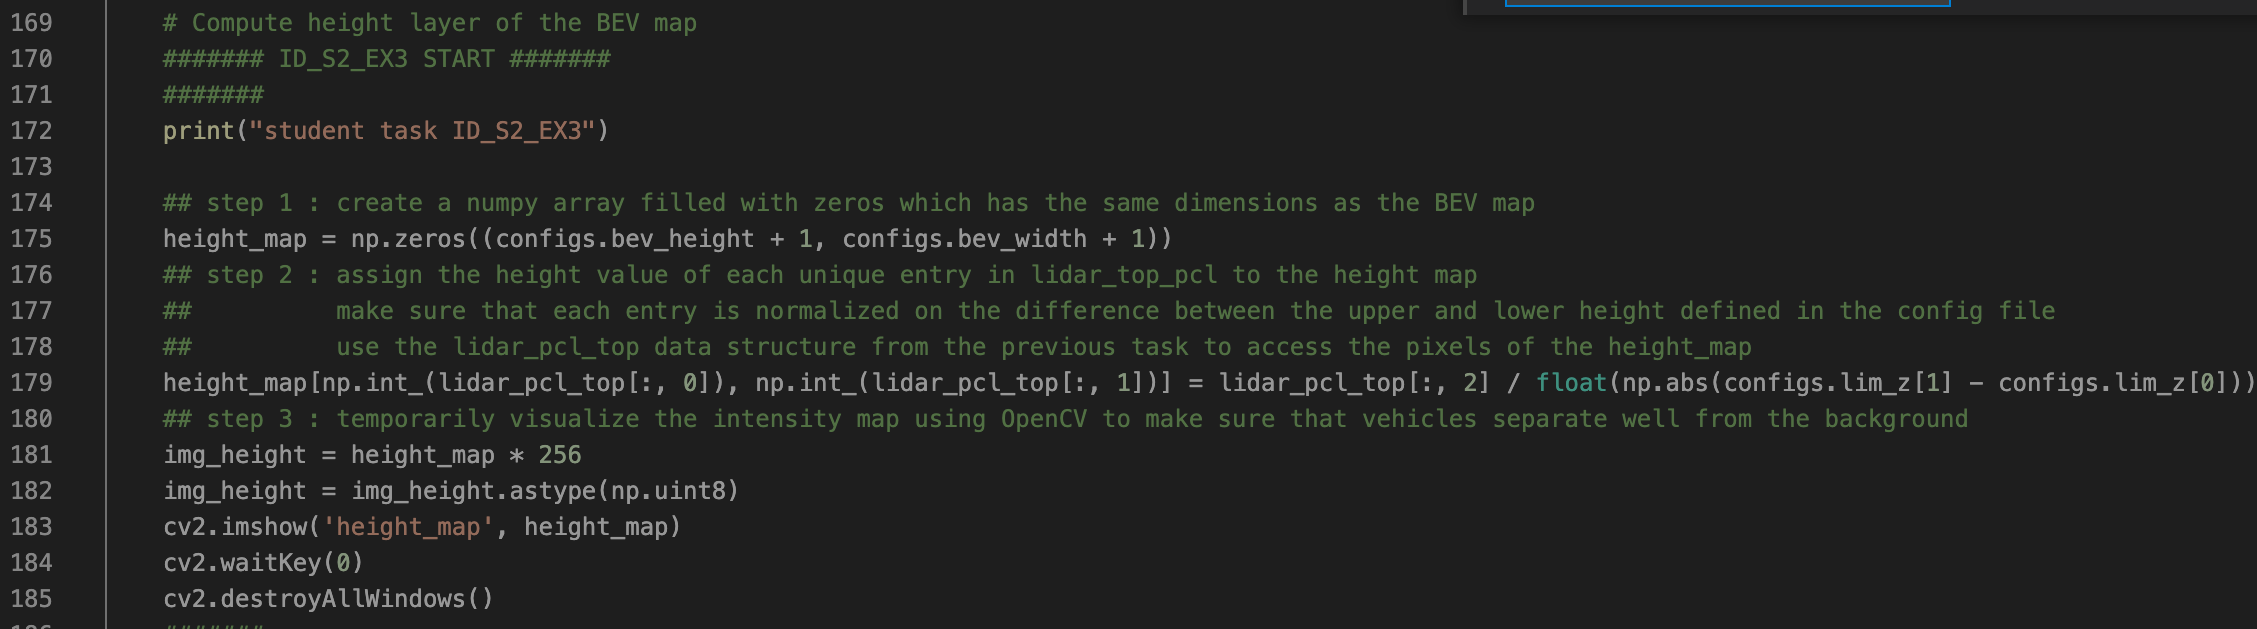 169 # Compute height layer of the BEV map
170 ####### ID_S2_EX3 START #######
171 #######
172 print("student task ID_S2_EX3")
173
174 ## step 1 : create a numpy array filled with zeros which has the same dimensions as the BEV map
175 height_map = np.zeros((configs.bev_height + 1, configs.bev_width + 1))
176 ## step 2 : assign the height value of each unique entry in lidar_top_pcl to the height map
177 ## make sure that each entry is normalized on the difference between the upper and lower height defined in the config file
178 ## use the lidar_pcl_top data structure from the previous task to access the pixels of the height_map
179 height_map[np.int_(lidar_pcl_top[:, 0]), np.int_(lidar_pcl_top[:, 1])] = lidar_pcl_top[:, 2] / float(np.abs(configs.lim_z[1] - configs.lim_z[0]))
180 ## step 3 : temporarily visualize the intensity map using OpenCV to make sure that vehicles separate well from the background
181 img_height = height_map * 256
182 img_height = img_height.astype(np.uint8)
183 cv2.imshow('height_map', height_map)
184 cv2.waitKey(0)
185 cv2.destroyAllWindows()